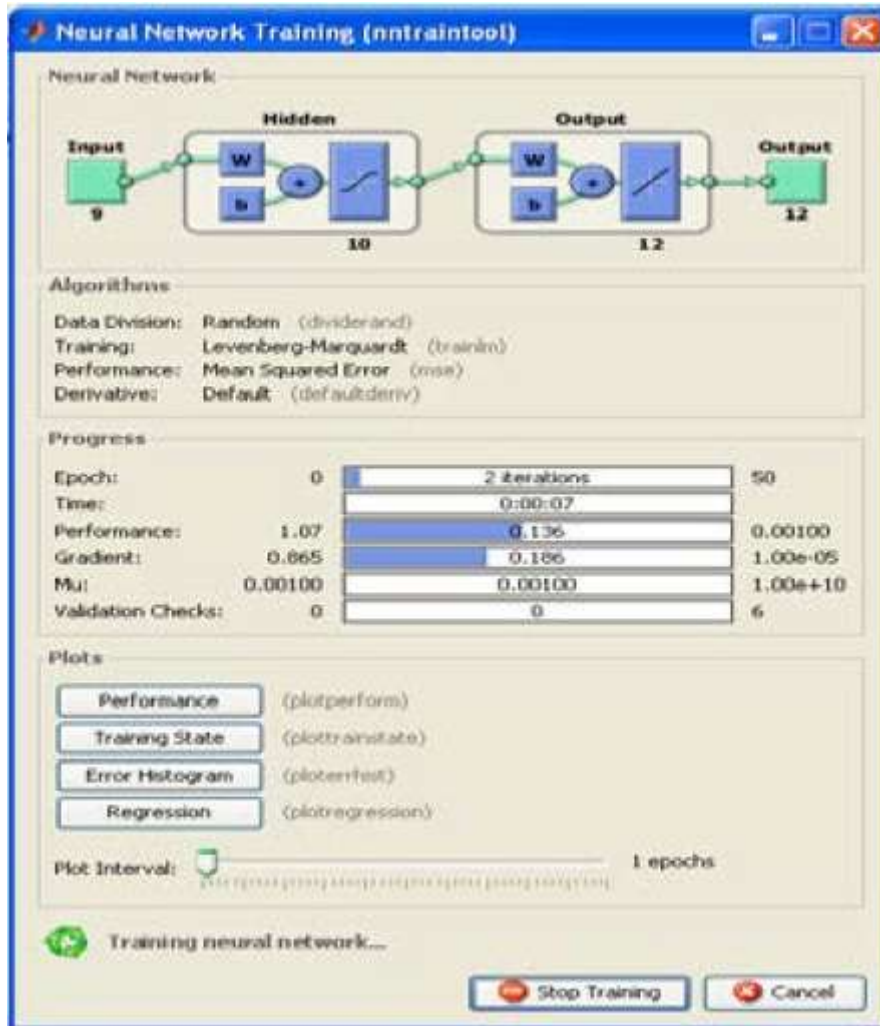 Neural Network Training (nntraintool)
Neural Network
Hidden
Output
Input
W
b
+
W
b
+
Output
9
10
12
12
Algorithms
Data Division: Random (dividerand)
Training: Levenberg-Marquardt (trainlm)
Performance: Mean Squared Error (mse)
Derivative: Default (defaultderiv)
Progress
Epoch: 0 2 iterations 50
Time: 0:00:07
Performance: 1.07 0.136 0.00100
Gradient: 0.865 0.186 1.00e-05
Mu: 0.00100 0.00100 1.00e+10
Validation Checks: 0 0 6
Plots
Performance (plotperform)
Training State (plottrainstate)
Error Histogram (ploterrhist)
Regression (plotregression)
Plot Interval: 1 epochs
Training neural network...
Stop Training Cancel